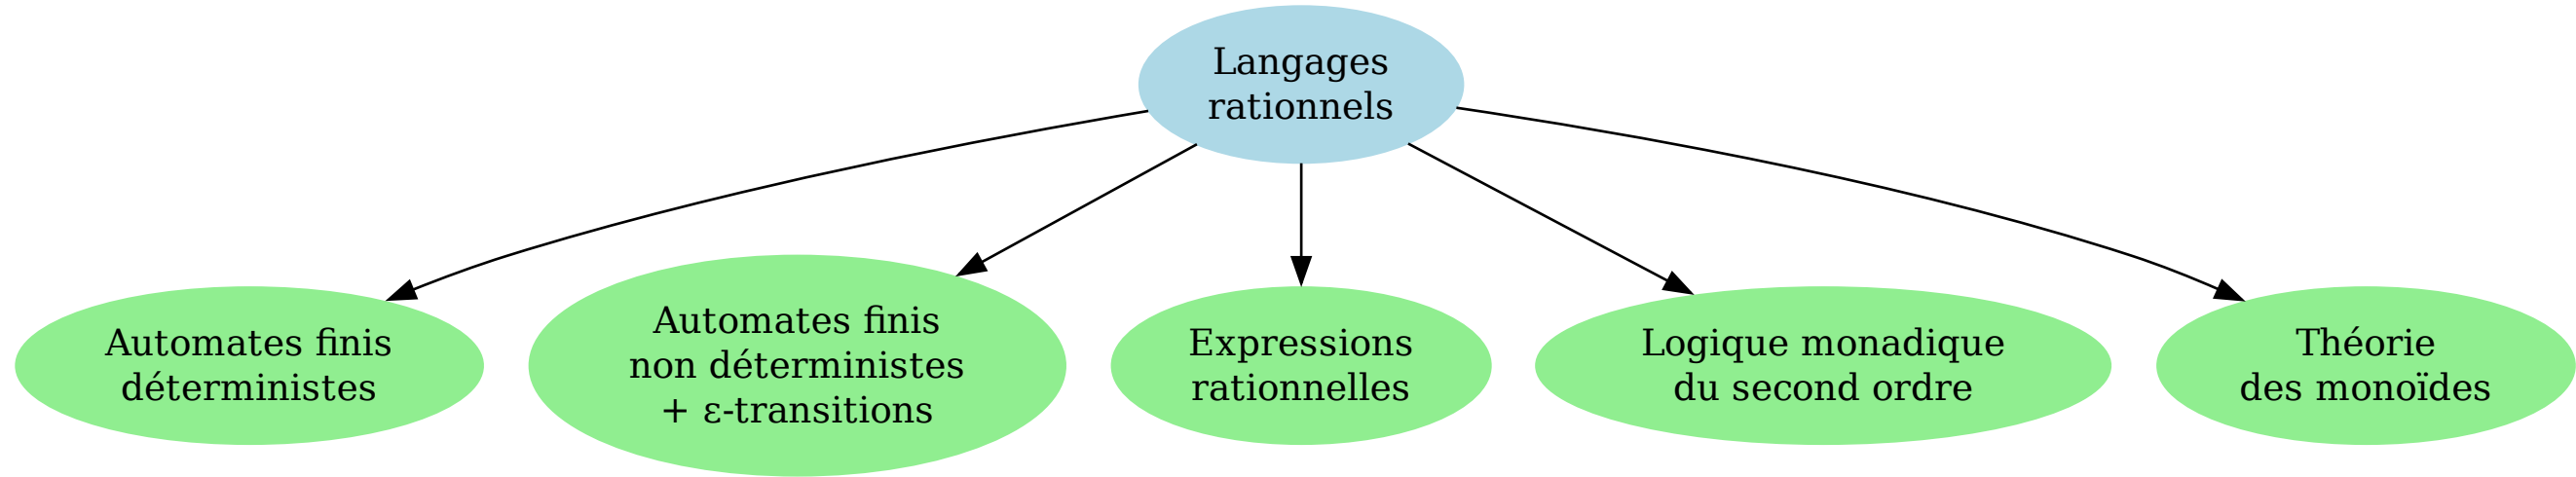 Langages
rationnels
Automates finis
déterministes
Automates finis
non déterministes
+ ε-transitions
Expressions
rationnelles
Logique monadique
du second ordre
Théorie
des monoïdes